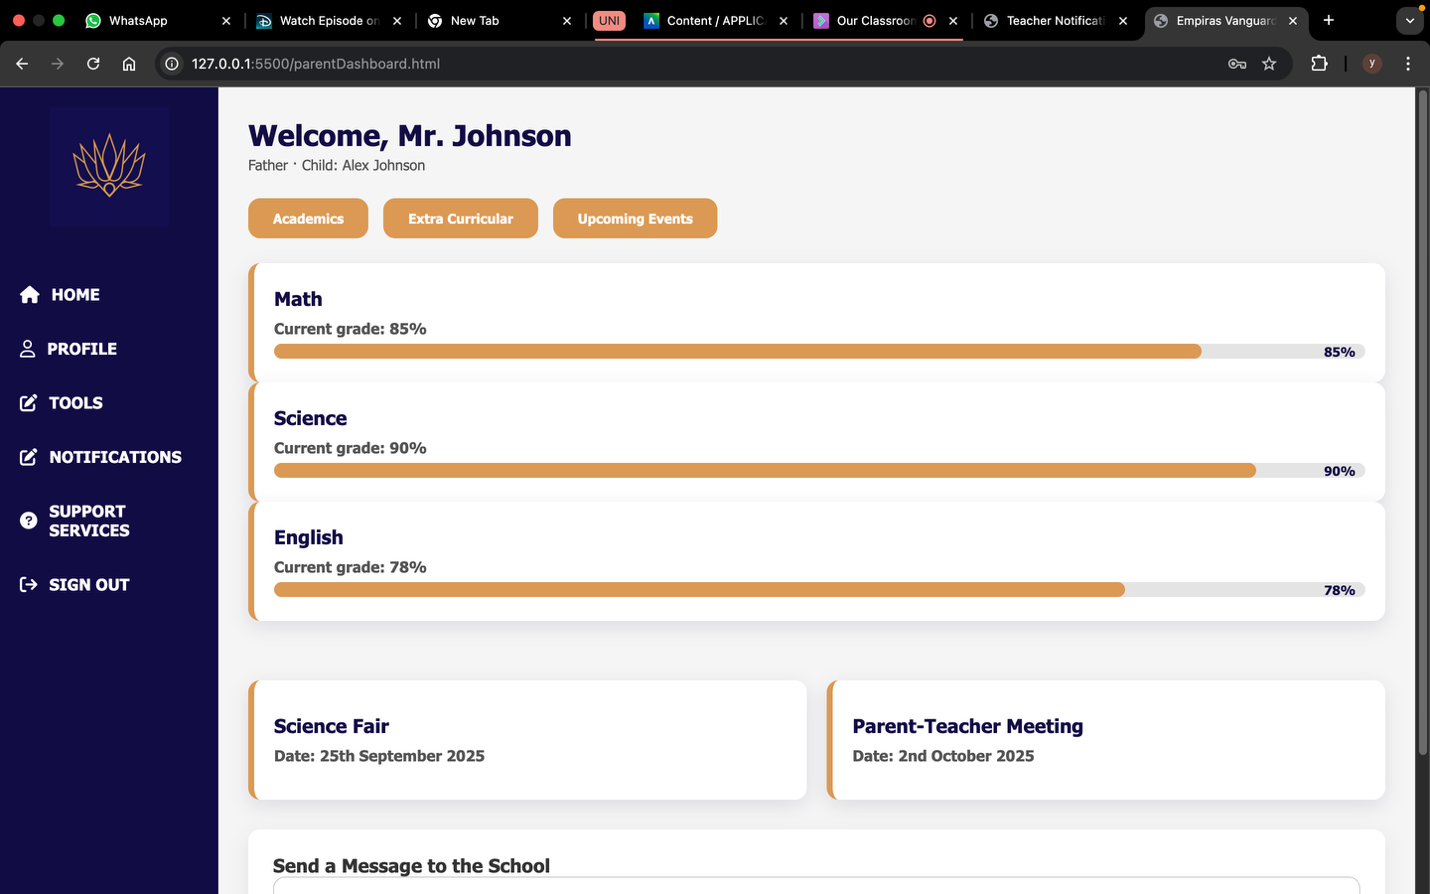 WhatsApp
Watch Episode on
New Tab
UNI
Content / APPLIC
Our Classroom
Teacher Notificati
Empiras Vanguard
127.0.0.1:5500/parentDashboard.html
y
Welcome, Mr. Johnson
Father · Child: Alex Johnson
Academics
Extra Curricular
Upcoming Events
HOME
PROFILE
TOOLS
NOTIFICATIONS
SUPPORT
SERVICES
SIGN OUT
Math
Current grade: 85%
85%
Science
Current grade: 90%
90%
English
Current grade: 78%
78%
Science Fair
Date: 25th September 2025
Parent-Teacher Meeting
Date: 2nd October 2025
Send a Message to the School